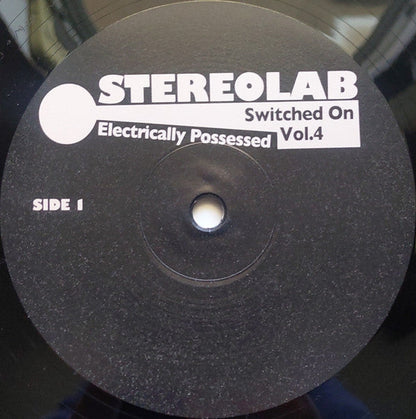 STEREOLAB
Switched On
Electrically Possessed Vol.4
SIDE 1